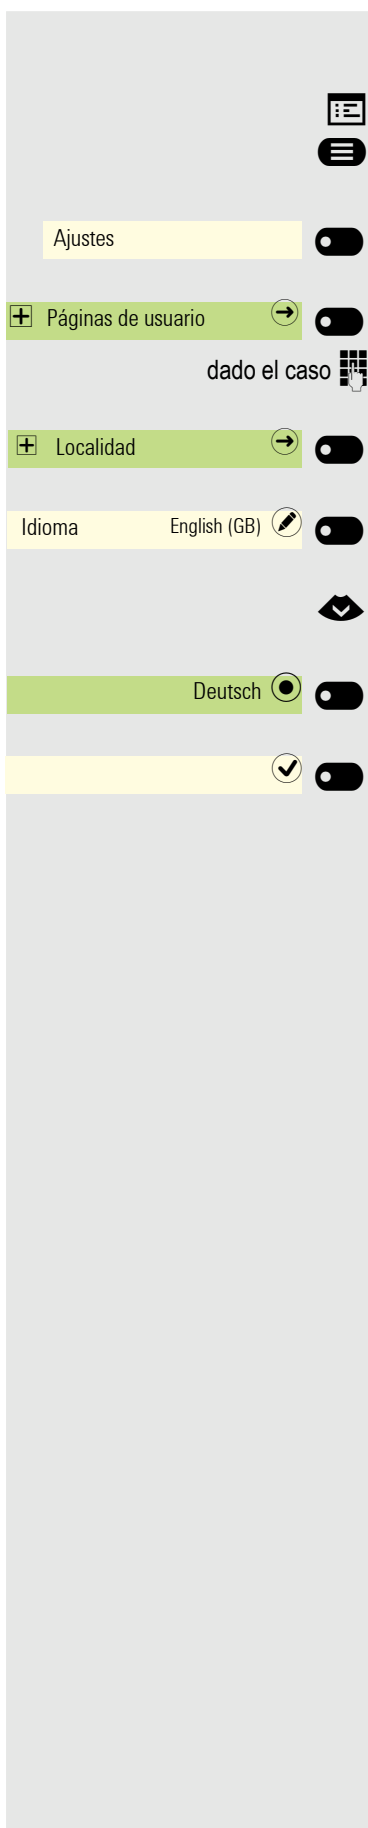 Ajustes
Páginas de usuario
dado el caso
Localidad
Idioma English (GB)
Deutsch